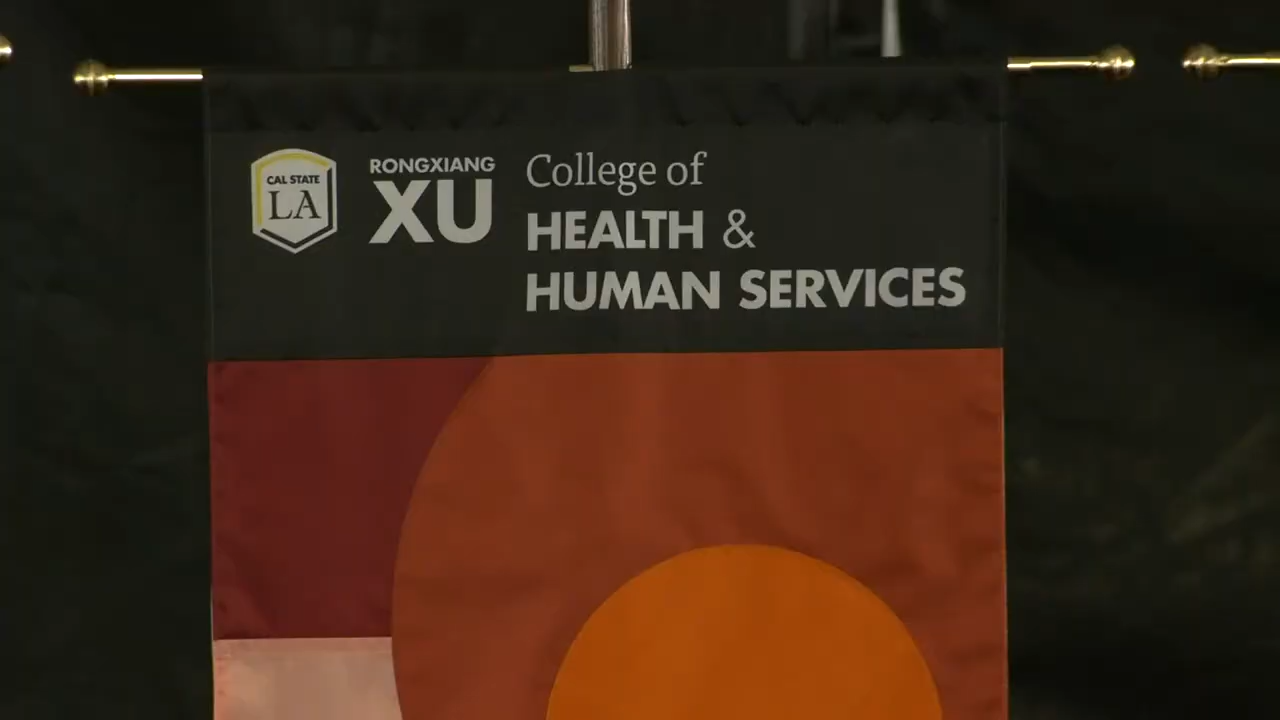 CAL STATE
LA
RONGXIANG
XU
College of
HEALTH &
HUMAN SERVICES